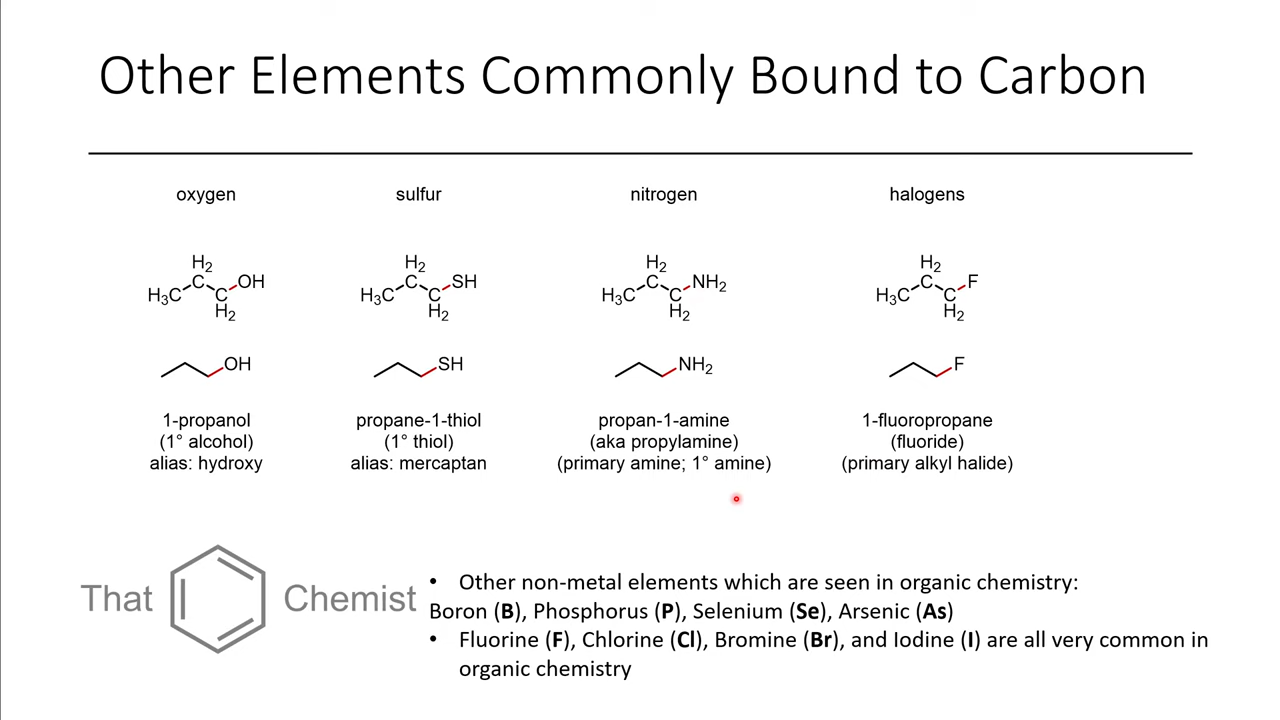 Other Elements Commonly Bound to Carbon
oxygen
sulfur
nitrogen
halogens
H₂
H₃C C OH
C
H₂
H₂
H₃C C SH
C
H₂
H₂
H₃C C NH₂
C
H₂
H₂
H₃C C F
C
H₂
OH
SH
NH₂
F
1-propanol
(1° alcohol)
alias: hydroxy
propane-1-thiol
(1° thiol)
alias: mercaptan
propan-1-amine
(aka propylamine)
(primary amine; 1° amine)
1-fluoropropane
(fluoride)
(primary alkyl halide)
That Chemist
• Other non-metal elements which are seen in organic chemistry:
Boron (B), Phosphorus (P), Selenium (Se), Arsenic (As)
• Fluorine (F), Chlorine (Cl), Bromine (Br), and Iodine (I) are all very common in
organic chemistry